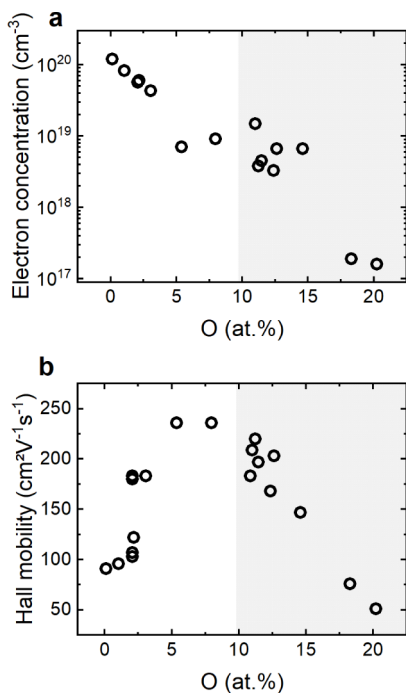 a
Electron concentration (cm⁻³)
10²⁰
10¹⁹
10¹⁸
10¹⁷
0 5 10 15 20
O (at.%)
b
Hall mobility (cm²V⁻¹s⁻¹)
250
200
150
100
50
0 5 10 15 20
O (at.%)